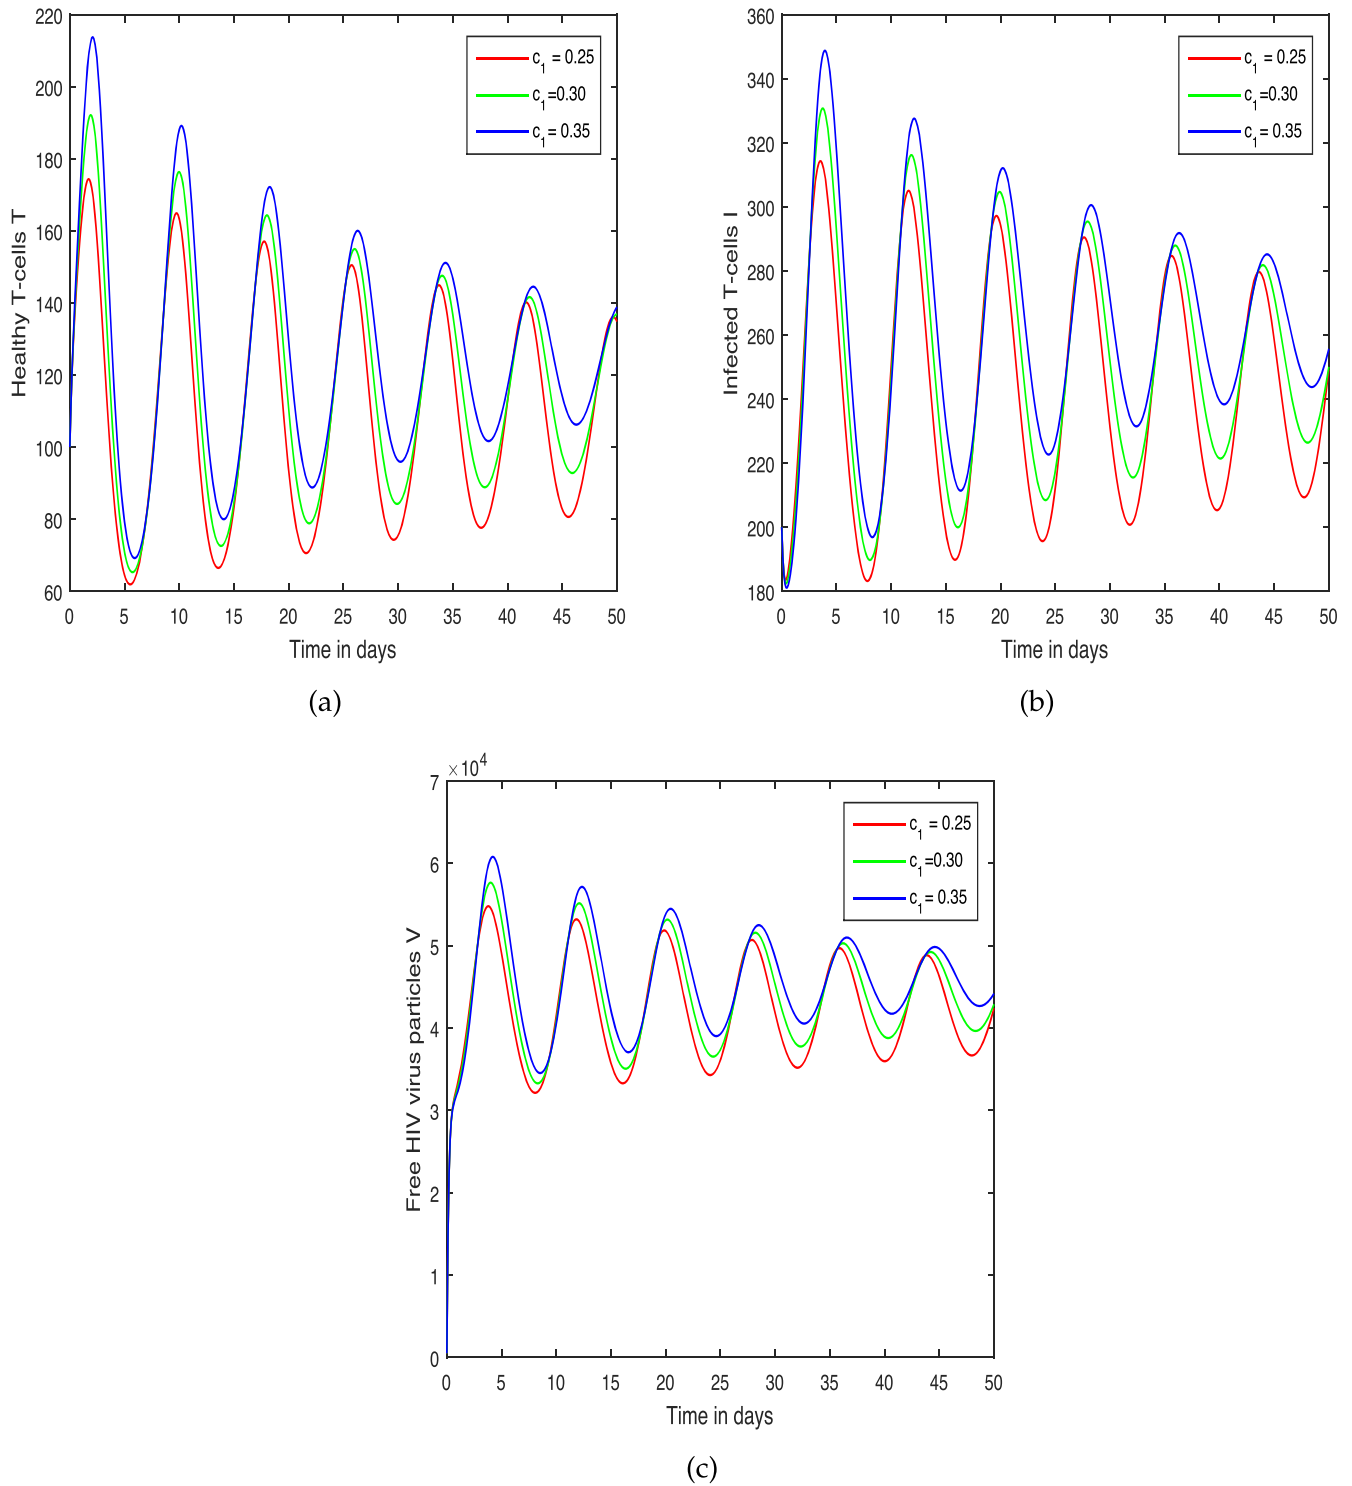 220
200
180
160
140
120
100
80
60
Healthy T-cells T
0 5 10 15 20 25 30 35 40 45 50
Time in days
c1 = 0.25
c1 =0.30
c1 = 0.35
(a)
360
340
320
300
280
260
240
220
200
180
Infected T-cells I
0 5 10 15 20 25 30 35 40 45 50
Time in days
c1 = 0.25
c1 =0.30
c1 = 0.35
(b)
×10^4
7
6
5
4
3
2
1
0
Free HIV virus particles V
0 5 10 15 20 25 30 35 40 45 50
Time in days
c1 = 0.25
c1 =0.30
c1 = 0.35
(c)